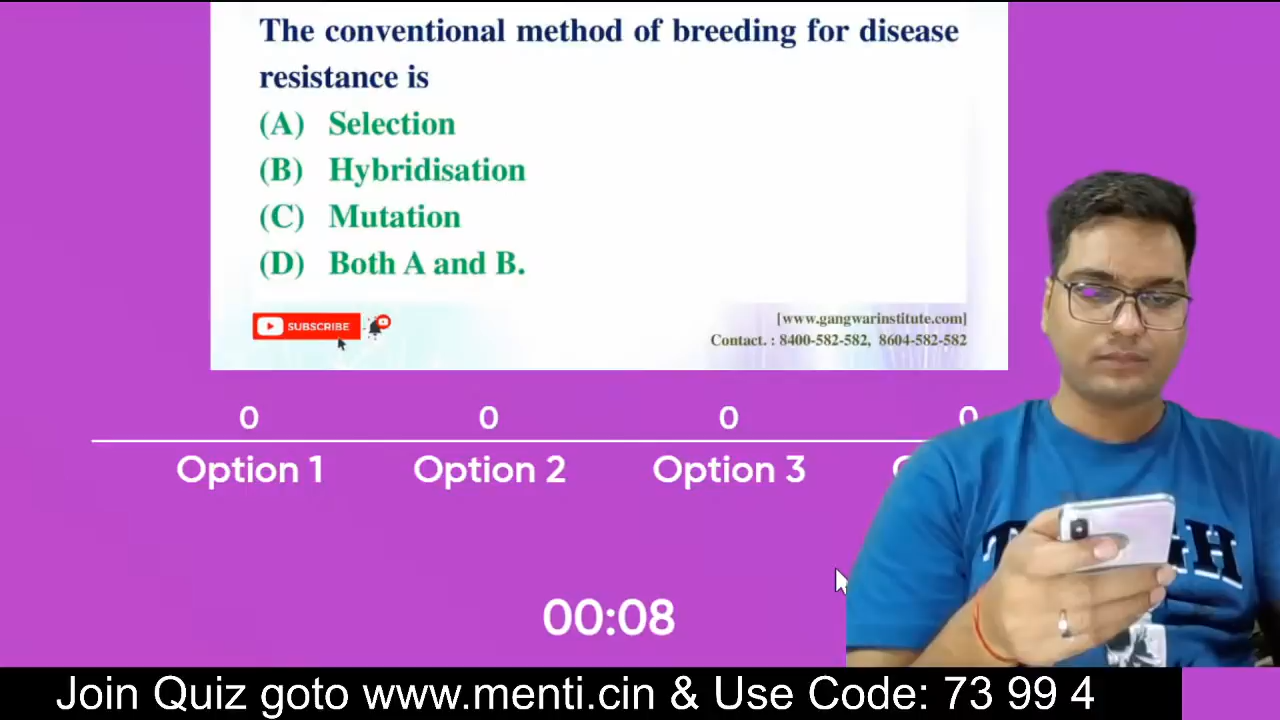 The conventional method of breeding for disease
resistance is
(A) Selection
(B) Hybridisation
(C) Mutation
(D) Both A and B.
SUBSCRIBE
[www.gangwarinstitute.com]
Contact. : 8400-582-582, 8604-582-582
0 0 0 0
Option 1 Option 2 Option 3
00:08
Join Quiz goto www.menti.cin & Use Code: 73 99 4